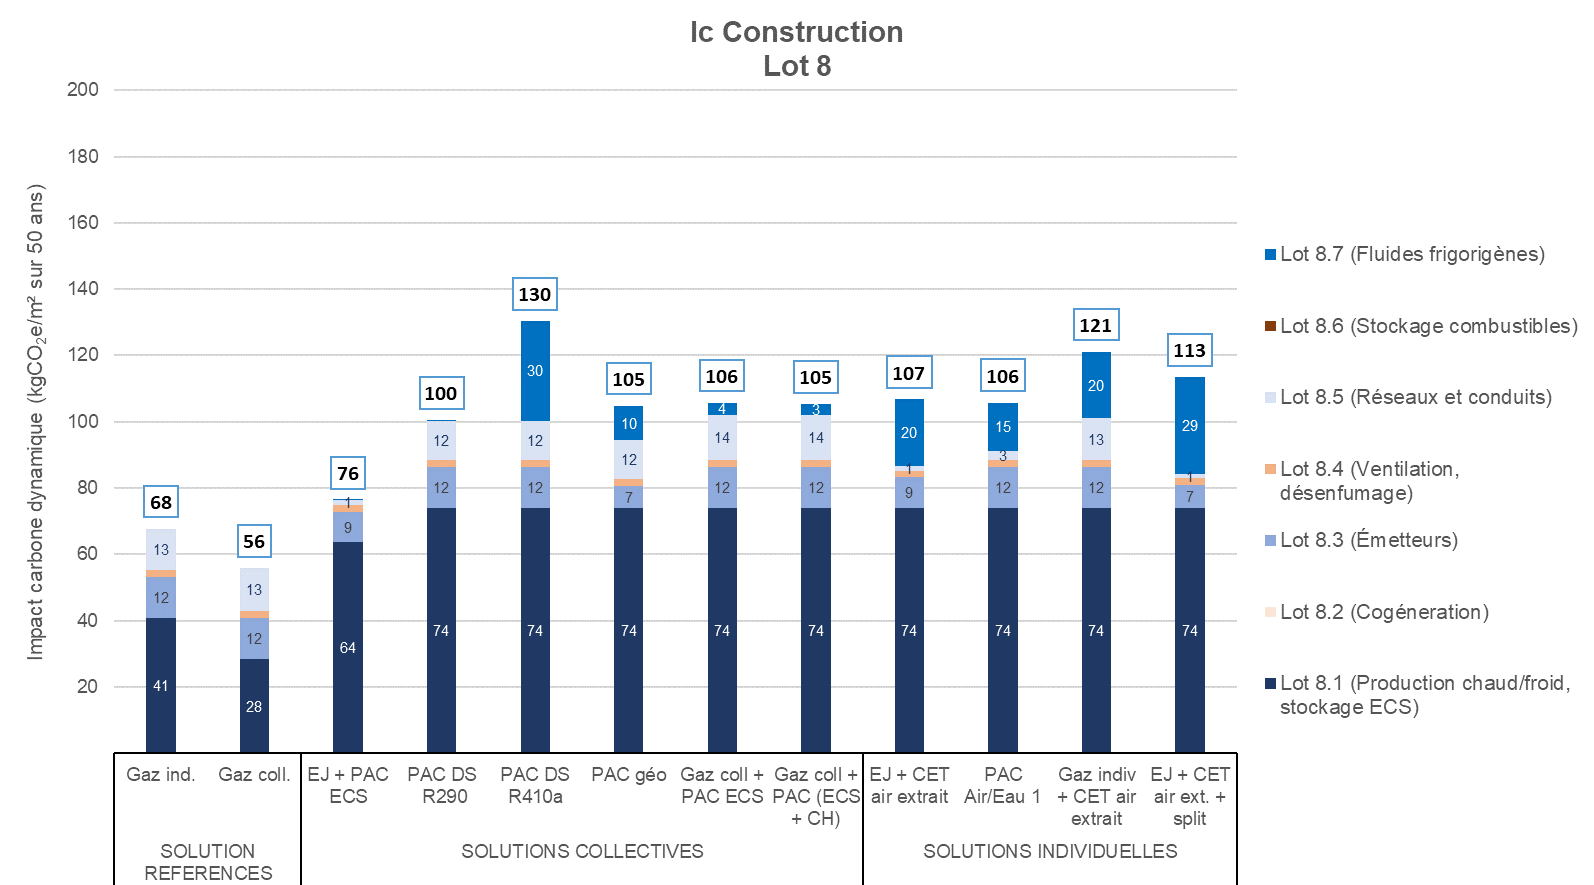 Ic Construction
Lot 8
Impact carbone dynamique (kgCO₂e/m² sur 50 ans)
200
180
160
140
120
100
80
60
40
20
68
13
12
41
56
13
12
28
76
1
9
64
100
12
12
74
130
30
12
12
74
105
10
12
7
74
106
4
14
12
74
105
3
14
12
74
107
20
1
9
74
106
15
3
12
74
121
20
13
12
74
113
29
1
7
74
Gaz ind.
Gaz coll.
EJ + PAC
ECS
PAC DS
R290
PAC DS
R410a
PAC géo
Gaz coll +
PAC ECS
Gaz coll +
PAC (ECS
+ CH)
EJ + CET
air extrait
PAC
Air/Eau 1
Gaz indiv
+ CET air
extrait
EJ + CET
air ext. +
split
SOLUTION
REFERENCES
SOLUTIONS COLLECTIVES
SOLUTIONS INDIVIDUELLES
Lot 8.7 (Fluides frigorigènes)
Lot 8.6 (Stockage combustibles)
Lot 8.5 (Réseaux et conduits)
Lot 8.4 (Ventilation,
désenfumage)
Lot 8.3 (Émetteurs)
Lot 8.2 (Cogéneration)
Lot 8.1 (Production chaud/froid,
stockage ECS)